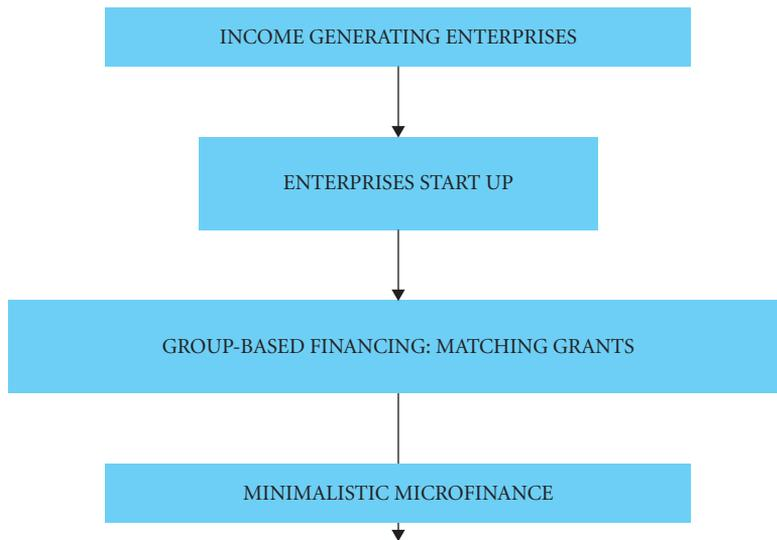 INCOME GENERATING ENTERPRISES
ENTERPRISES START UP
GROUP-BASED FINANCING: MATCHING GRANTS
MINIMALISTIC MICROFINANCE